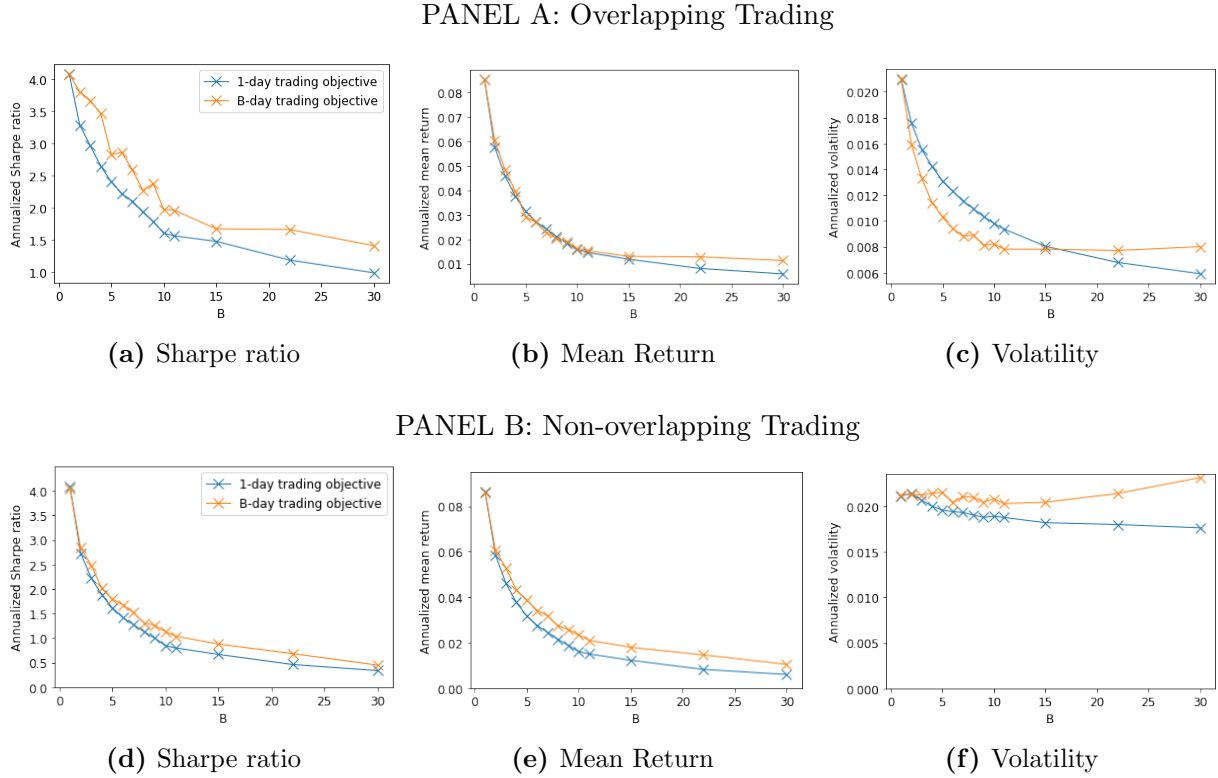 PANEL A: Overlapping Trading
Annualized Sharpe ratio
4.0
3.5
3.0
2.5
2.0
1.5
1.0
0 5 10 15 20 25 30
B
1-day trading objective
B-day trading objective
(a) Sharpe ratio
Annualized mean return
0.08
0.07
0.06
0.05
0.04
0.03
0.02
0.01
0 5 10 15 20 25 30
B
(b) Mean Return
Annualized volatility
0.020
0.018
0.016
0.014
0.012
0.010
0.008
0.006
0 5 10 15 20 25 30
B
(c) Volatility
PANEL B: Non-overlapping Trading
Annualized Sharpe ratio
4.0
3.5
3.0
2.5
2.0
1.5
1.0
0.5
0.0
0 5 10 15 20 25 30
B
1-day trading objective
B-day trading objective
(d) Sharpe ratio
Annualized mean return
0.08
0.06
0.04
0.02
0.00
0 5 10 15 20 25 30
B
(e) Mean Return
Annualized volatility
0.020
0.015
0.010
0.005
0.000
0 5 10 15 20 25 30
B
(f) Volatility